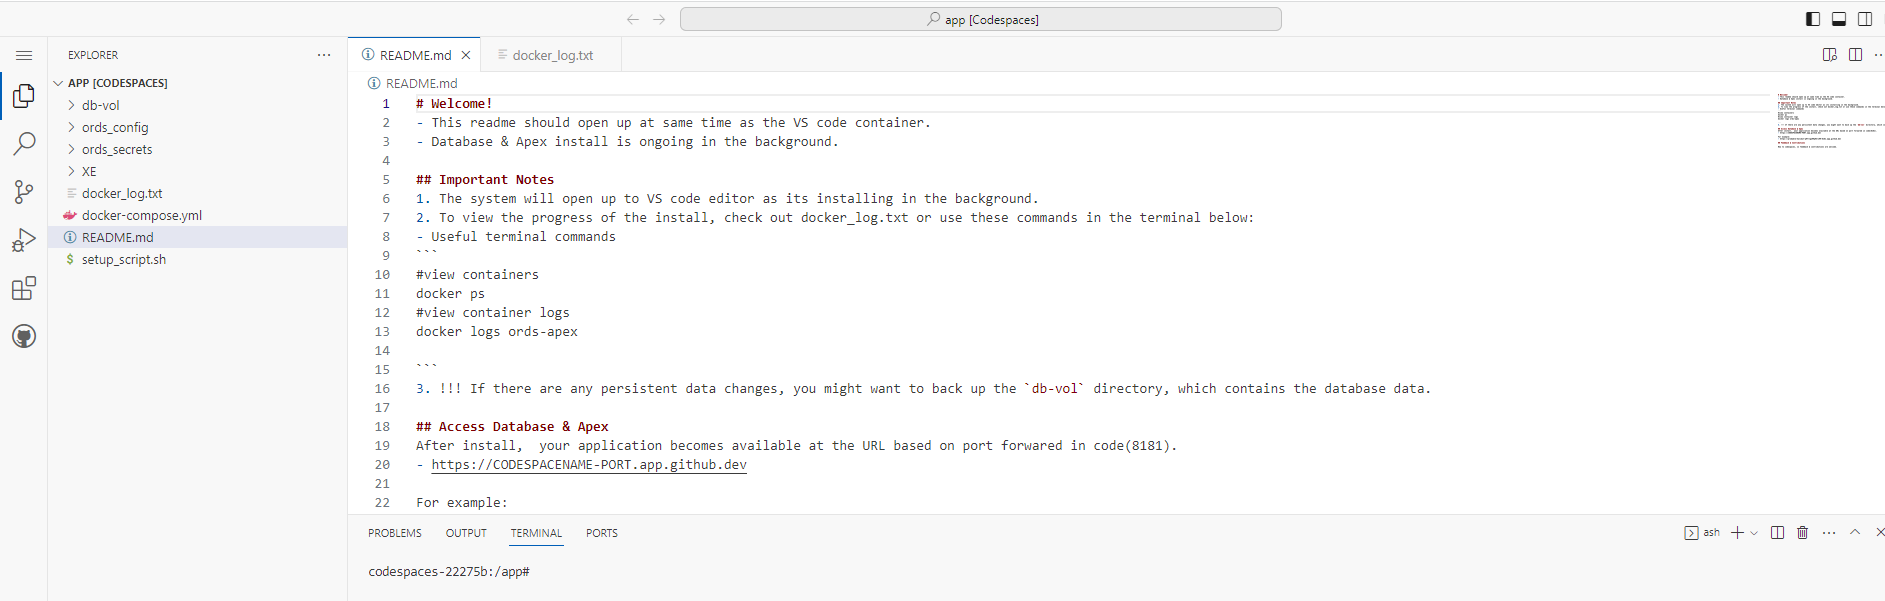 app [Codespaces]
EXPLORER
APP [CODESPACES]
db-vol
ords_config
ords_secrets
XE
docker_log.txt
docker-compose.yml
README.md
setup_script.sh
README.md
docker_log.txt
README.md
1 # Welcome!
2 - This readme should open up at same time as the VS code container.
3 - Database & Apex install is ongoing in the background.
4
5 ## Important Notes
6 1. The system will open up to VS code editor as its installing in the background.
7 2. To view the progress of the install, check out docker_log.txt or use these commands in the terminal below:
8 - Useful terminal commands
9 ```
10 #view containers
11 docker ps
12 #view container logs
13 docker logs ords-apex
14
15 ```
16 3. !!! If there are any persistent data changes, you might want to back up the `db-vol` directory, which contains the database data.
17
18 ## Access Database & Apex
19 After install,  your application becomes available at the URL based on port forwared in code(8181).
20 - https://CODESPACENAME-PORT.app.github.dev
21
22 For example:
PROBLEMS OUTPUT TERMINAL PORTS
ash
codespaces-22275b:/app#